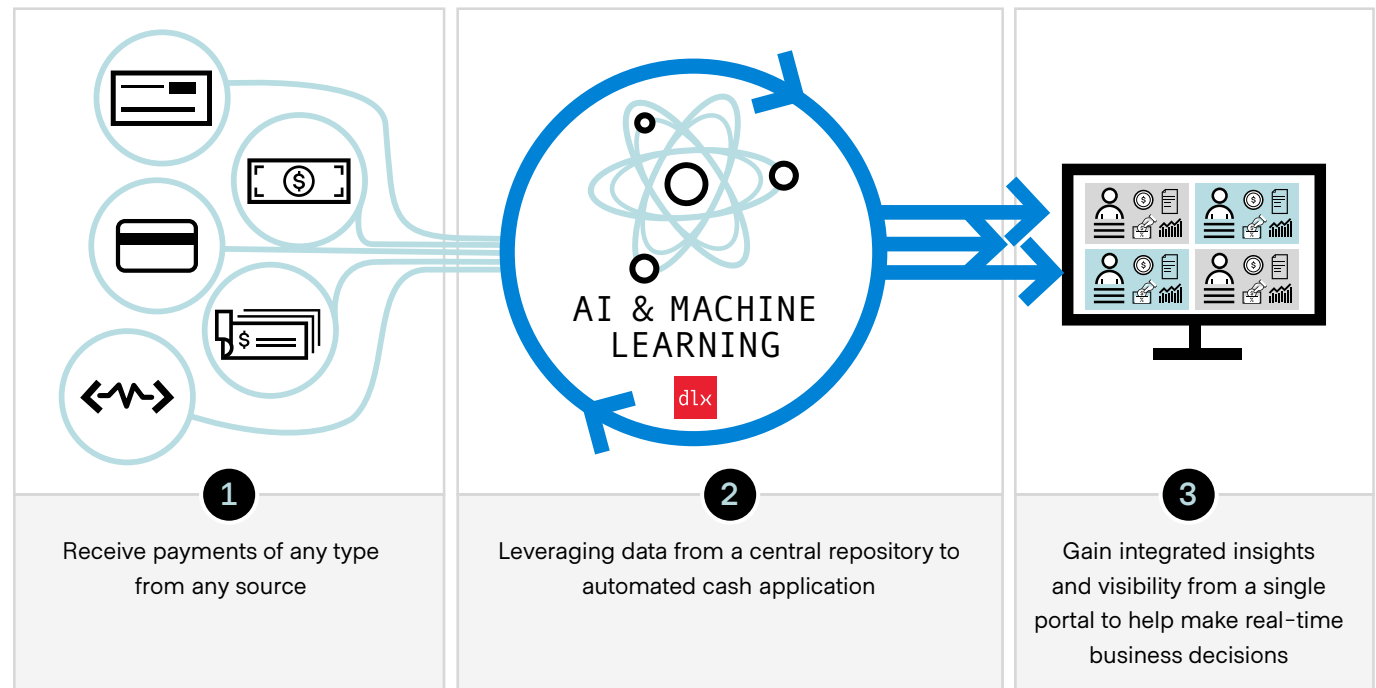 $
$
AI & MACHINE
LEARNING
dlx
$ $
$ $
1
Receive payments of any type
from any source
2
Leveraging data from a central repository to
automated cash application
3
Gain integrated insights
and visibility from a single
portal to help make real-time
business decisions